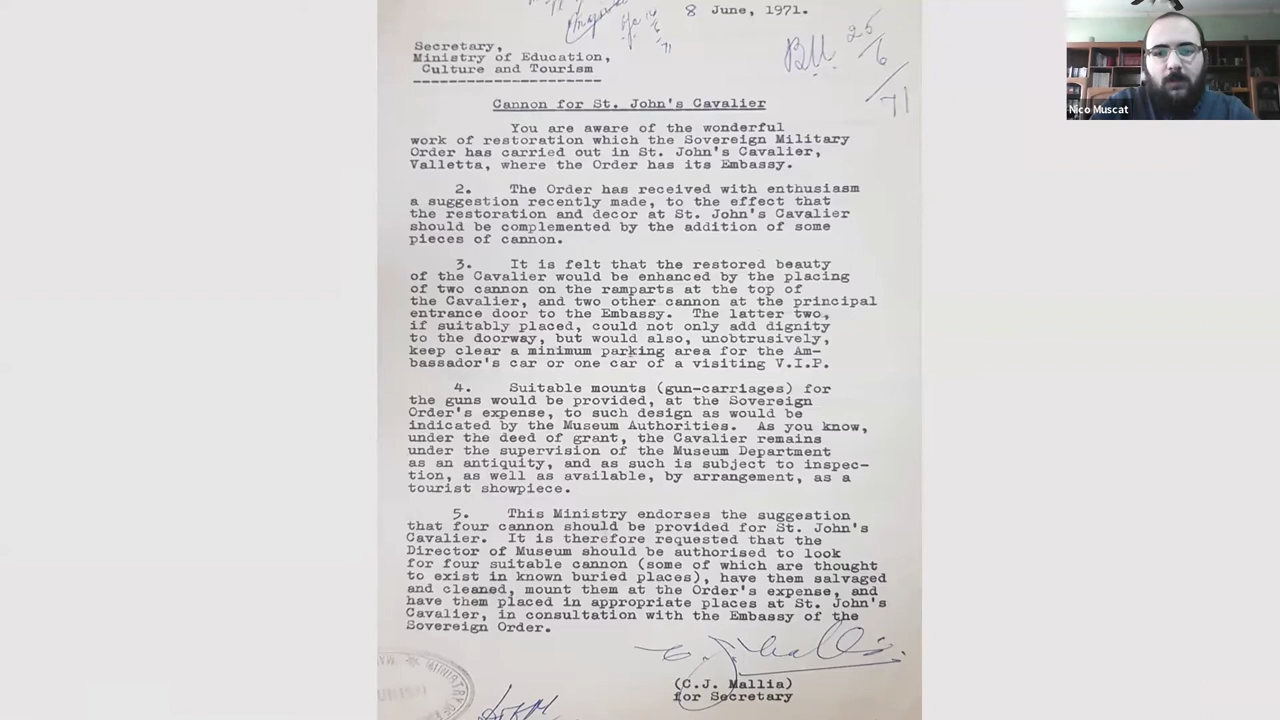 8 June, 1971.
B.M. 25/6/71
Secretary,
Ministry of Education,
Culture and Tourism
Cannon for St. John's Cavalier
You are aware of the wonderful
work of restoration which the Sovereign Military
Order has carried out in St. John's Cavalier,
Valletta, where the Order has its Embassy.
2. The Order has received with enthusiasm
a suggestion recently made, to the effect that
the restoration and decor at St. John's Cavalier
should be complemented by the addition of some
pieces of cannon.
3. It is felt that the restored beauty
of the Cavalier would be enhanced by the placing
of two cannon on the ramparts at the top of
the Cavalier, and two other cannon at the principal
entrance door to the Embassy. The latter two,
if suitably placed, could not only add dignity
to the doorway, but would also, unobtrusively,
keep clear a minimum parking area for the Am-
bassador's car or one car of a visiting V.I.P.
4. Suitable mounts (gun-carriages) for
the guns would be provided, at the Sovereign
Order's expense, to such design as would be
indicated by the Museum Authorities. As you know,
under the deed of grant, the Cavalier remains
under the supervision of the Museum Department
as an antiquity, and as such is subject to inspec-
tion, as well as available, by arrangement, as a
tourist showpiece.
5. This Ministry endorses the suggestion
that four cannon should be provided for St. John's
Cavalier. It is therefore requested that the
Director of Museum should be authorised to look
for four suitable cannon (some of which are thought
to exist in known buried places), have them salvaged
and cleaned, mount them at the Order's expense, and
have them placed in appropriate places at St. John's
Cavalier, in consultation with the Embassy of the
Sovereign Order.
C. J. Mallia
(C.J. Mallia)
for Secretary
MINISTRY OF
Nico Muscat